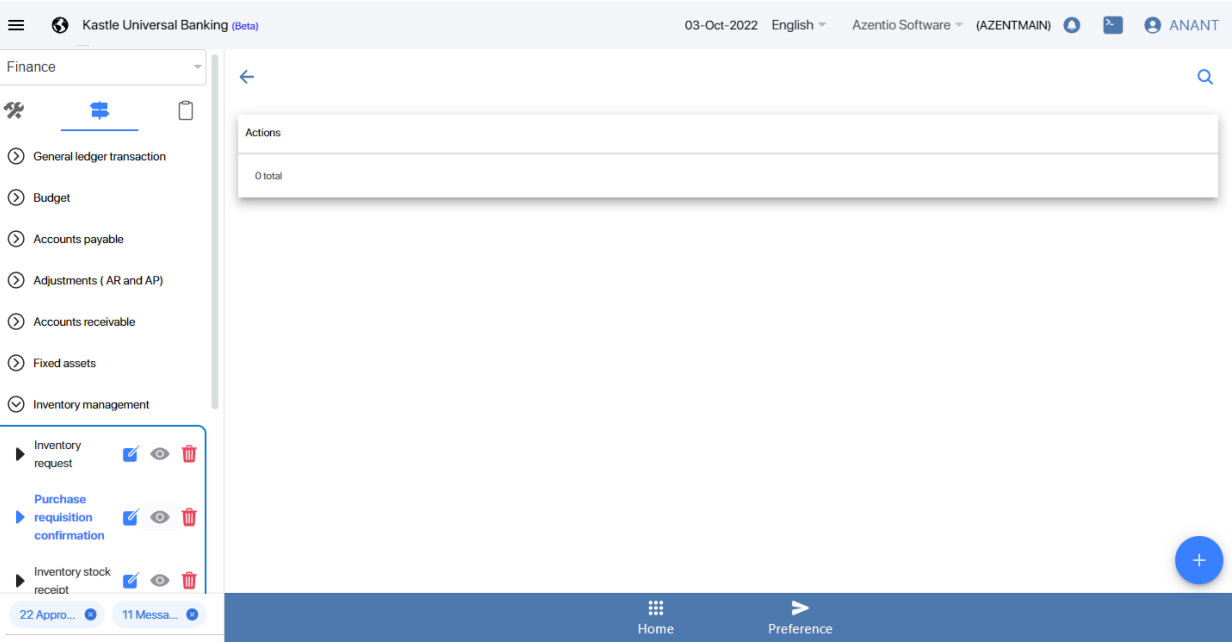 Kastle Universal Banking (Beta)
03-Oct-2022 English Azentio Software (AZENTMAIN) ANANT
Finance
General ledger transaction
Budget
Accounts payable
Adjustments ( AR and AP)
Accounts receivable
Fixed assets
Inventory management
Inventory
request
Purchase
requisition
confirmation
Inventory stock
receipt
22 Appro...
11 Messa...
Actions
0 total
Home
Preference